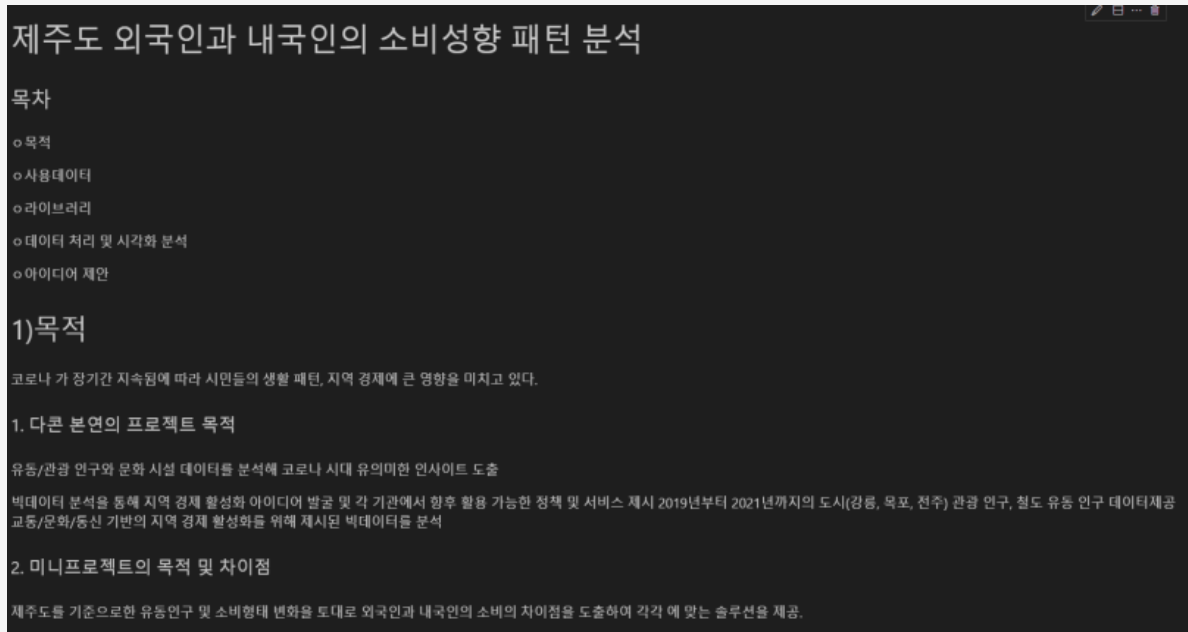 제주도 외국인과 내국인의 소비성향 패턴 분석
목차
ㅇ목적
ㅇ사용데이터
ㅇ라이브러리
ㅇ데이터 처리 및 시각화 분석
ㅇ아이디어 제안
1)목적
코로나 가 장기간 지속됨에 따라 시민들의 생활 패턴, 지역 경제에 큰 영향을 미치고 있다.
1. 다콘 본연의 프로젝트 목적
유동/관광 인구와 문화 시설 데이터를 분석해 코로나 시대 유의미한 인사이트 도출
빅데이터 분석을 통해 지역 경제 활성화 아이디어 발굴 및 각 기관에서 향후 활용 가능한 정책 및 서비스 제시 2019년부터 2021년까지의 도시(강릉, 목포, 전주) 관광 인구, 철도 유동 인구 데이터제공
교통/문화/통신 기반의 지역 경제 활성화를 위해 제시된 빅데이터를 분석
2. 미니프로젝트의 목적 및 차이점
제주도를 기준으로한 유동인구 및 소비형태 변화을 토대로 외국인과 내국인의 소비의 차이점을 도출하여 각각 에 맞는 솔루션을 제공.